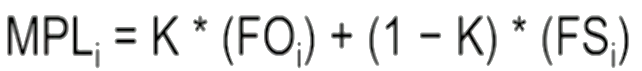 MPLᵢ = K * (FOᵢ) + (1 − K) * (FSᵢ)